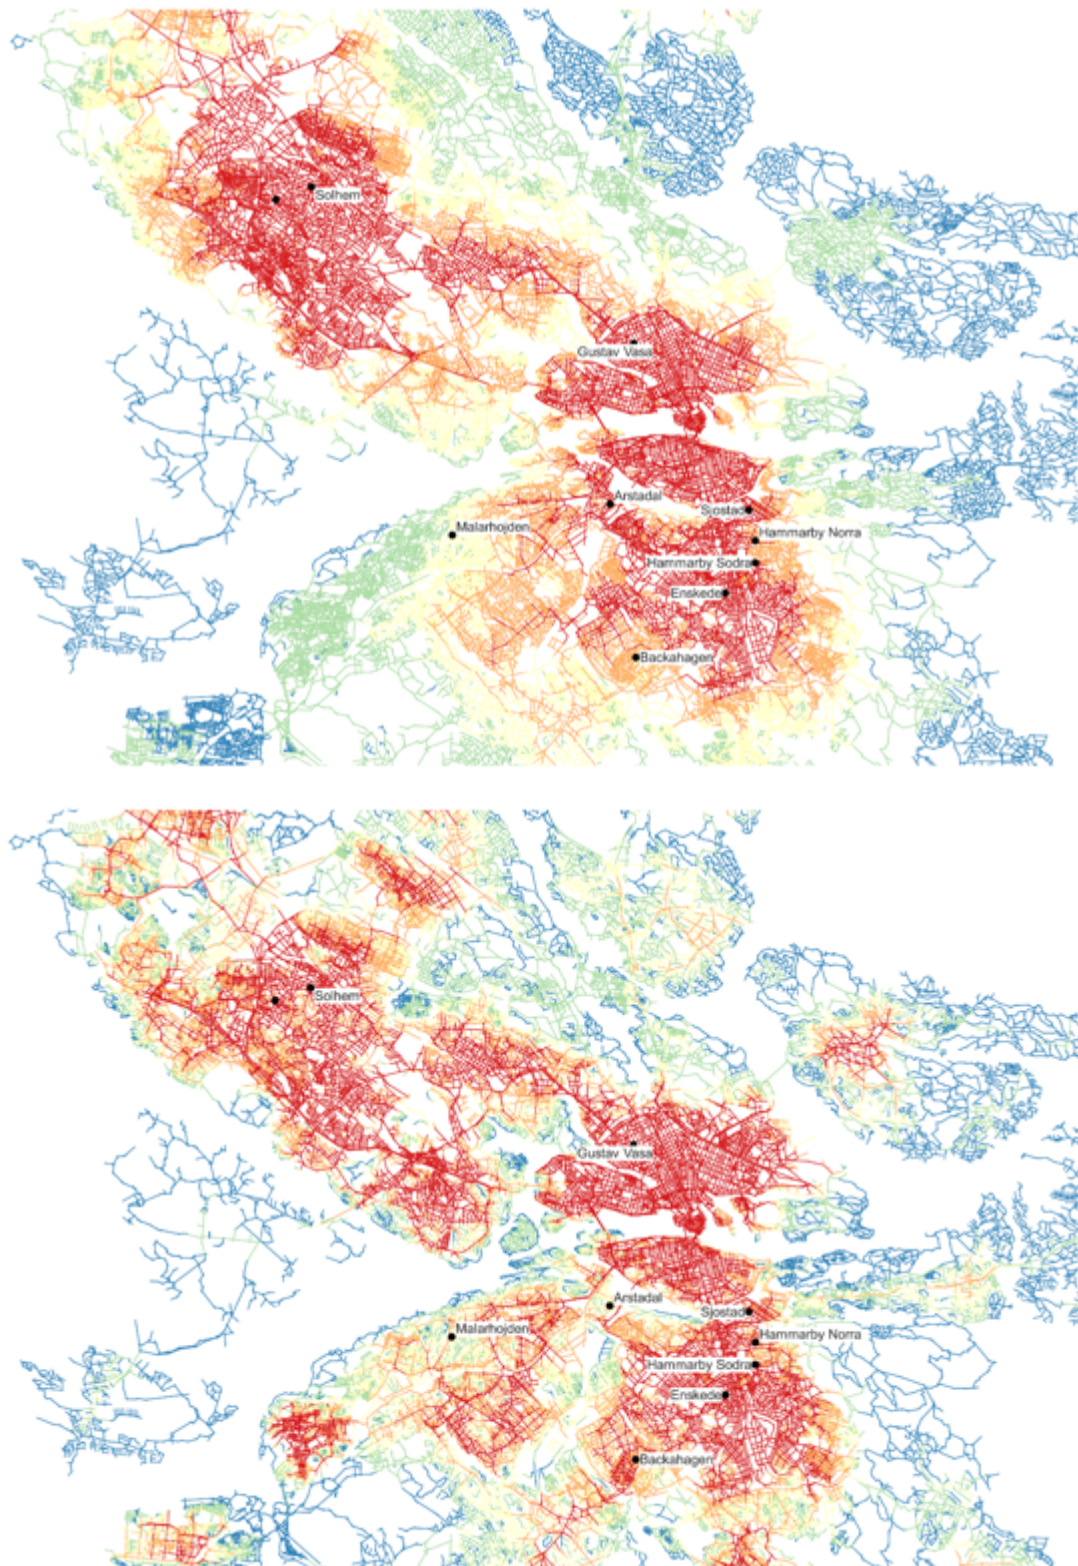 Solhem
Gustav Vasa
Arstadal
Sjostad
Malarhojden
Hammarby Norra
Hammarby Sodra
Enskede
Backahagen
Solhem
Gustav Vasa
Arstadal
Sjostad
Malarhojden
Hammarby Norra
Hammarby Sodra
Enskede
Backahagen